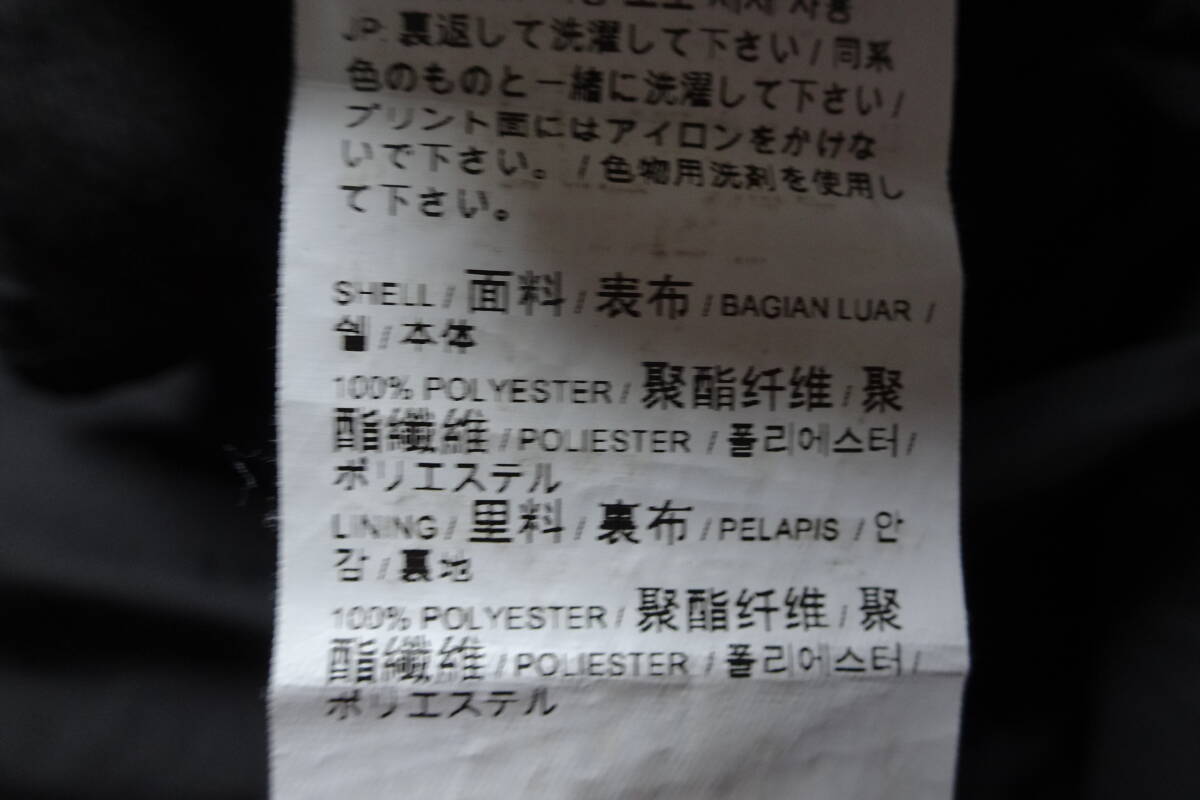 JP: 裏返して洗濯して下さい / 同系
色のものと一緒に洗濯して下さい /
プリント面にはアイロンをかけな
いで下さい。 / 色物用洗剤を使用し
て下さい。
SHELL / 面料 / 表布 / BAGIAN LUAR /
쉘 / 本体
100% POLYESTER / 聚酯纤维 / 聚
酯纖維 / POLIESTER / 폴리에스터 /
ポリエステル
LINING / 里料 / 裏布 / PELAPIS / 안
감 / 裏地
100% POLYESTER / 聚酯纤维 / 聚
酯纖維 / POLIESTER / 폴리에스터 /
ポリエステル